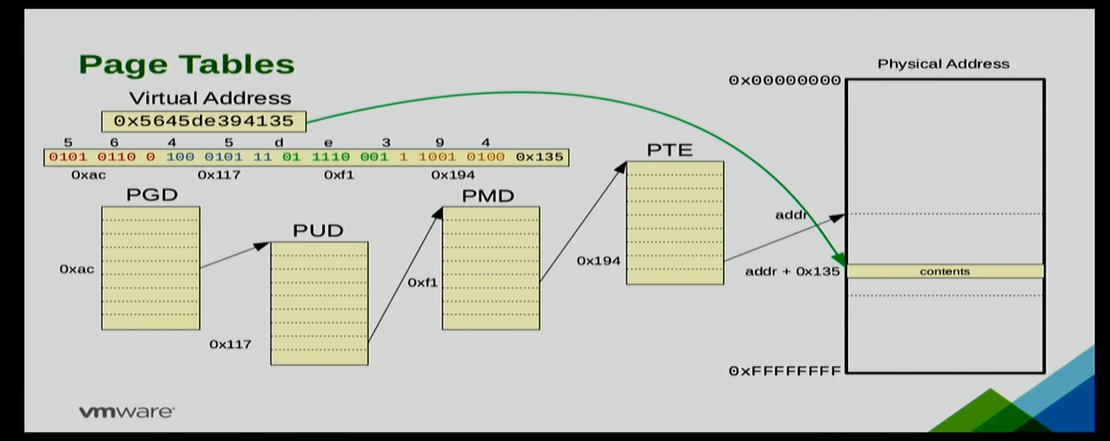 Page Tables
Virtual Address
0x5645de394135
5 6 4 5 d e 3 9 4
0101 0110 0 100 0101 11 01 1110 001 1 1001 0100 0x135
0xac 0x117 0xf1 0x194
PGD
0xac
PUD
0x117
PMD
0xf1
PTE
0x194
Physical Address
0x00000000
addr
addr + 0x135
contents
0xFFFFFFFF
vmware